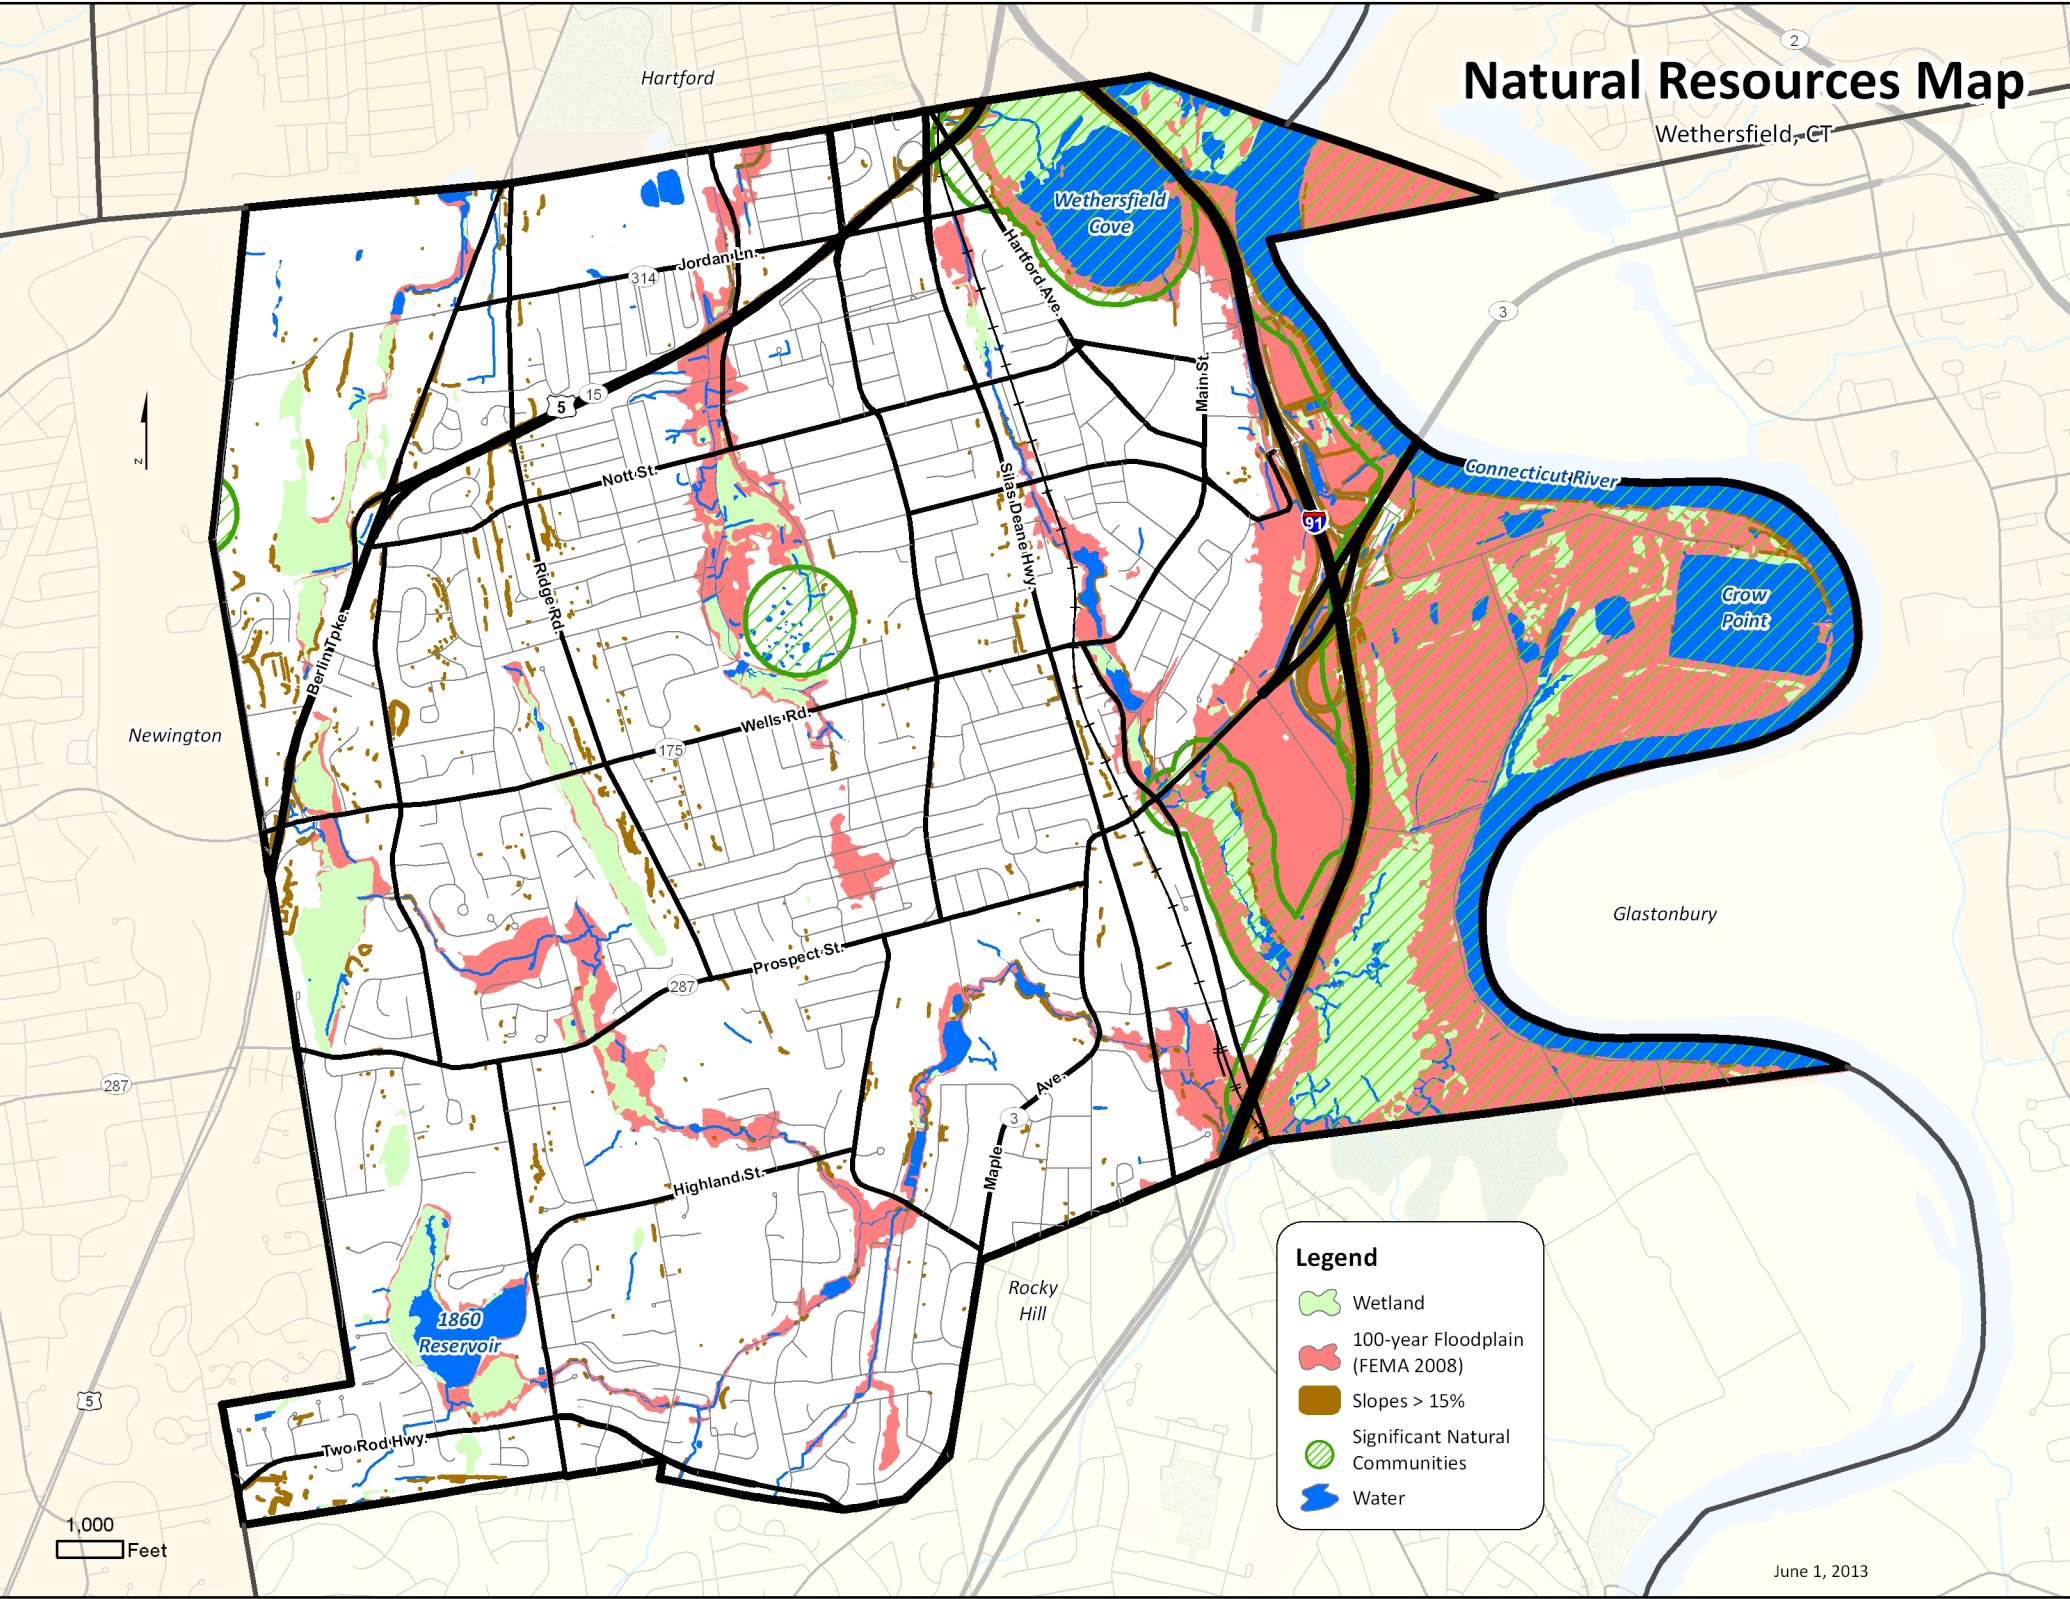 Natural Resources Map
Wethersfield, CT
Hartford
2
Wethersfield
Cove
Hartford Ave.
314
Jordan Ln.
3
15
5
Main St.
Nott St.
Connecticut River
Silas Deane Hwy.
91
N
Ridge Rd.
Crow
Point
Berlin Tpke.
Newington
Wells Rd.
175
Glastonbury
Prospect St.
287
287
Maple Ave.
3
Highland St.
Rocky
Hill
1860
Reservoir
5
Two Rod Hwy.
Legend
Wetland
100-year Floodplain
(FEMA 2008)
Slopes > 15%
Significant Natural
Communities
Water
1,000
Feet
June 1, 2013